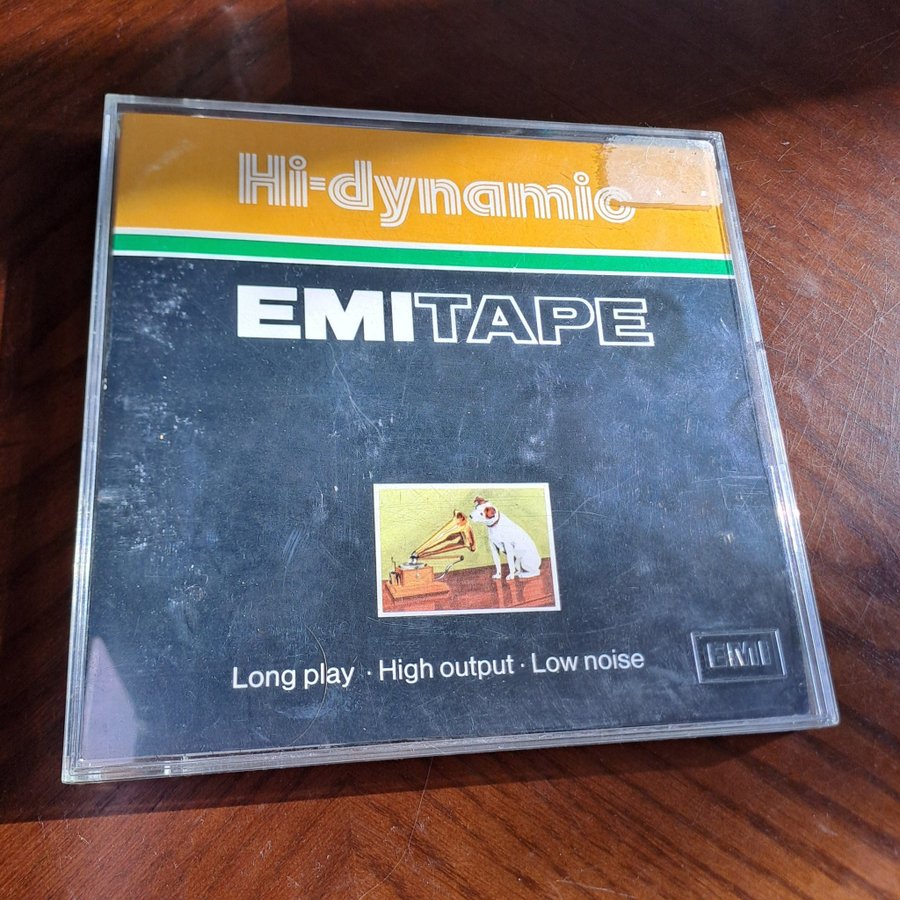 Hi-dynamic
EMITAPE
Long play · High output · Low noise
EMI